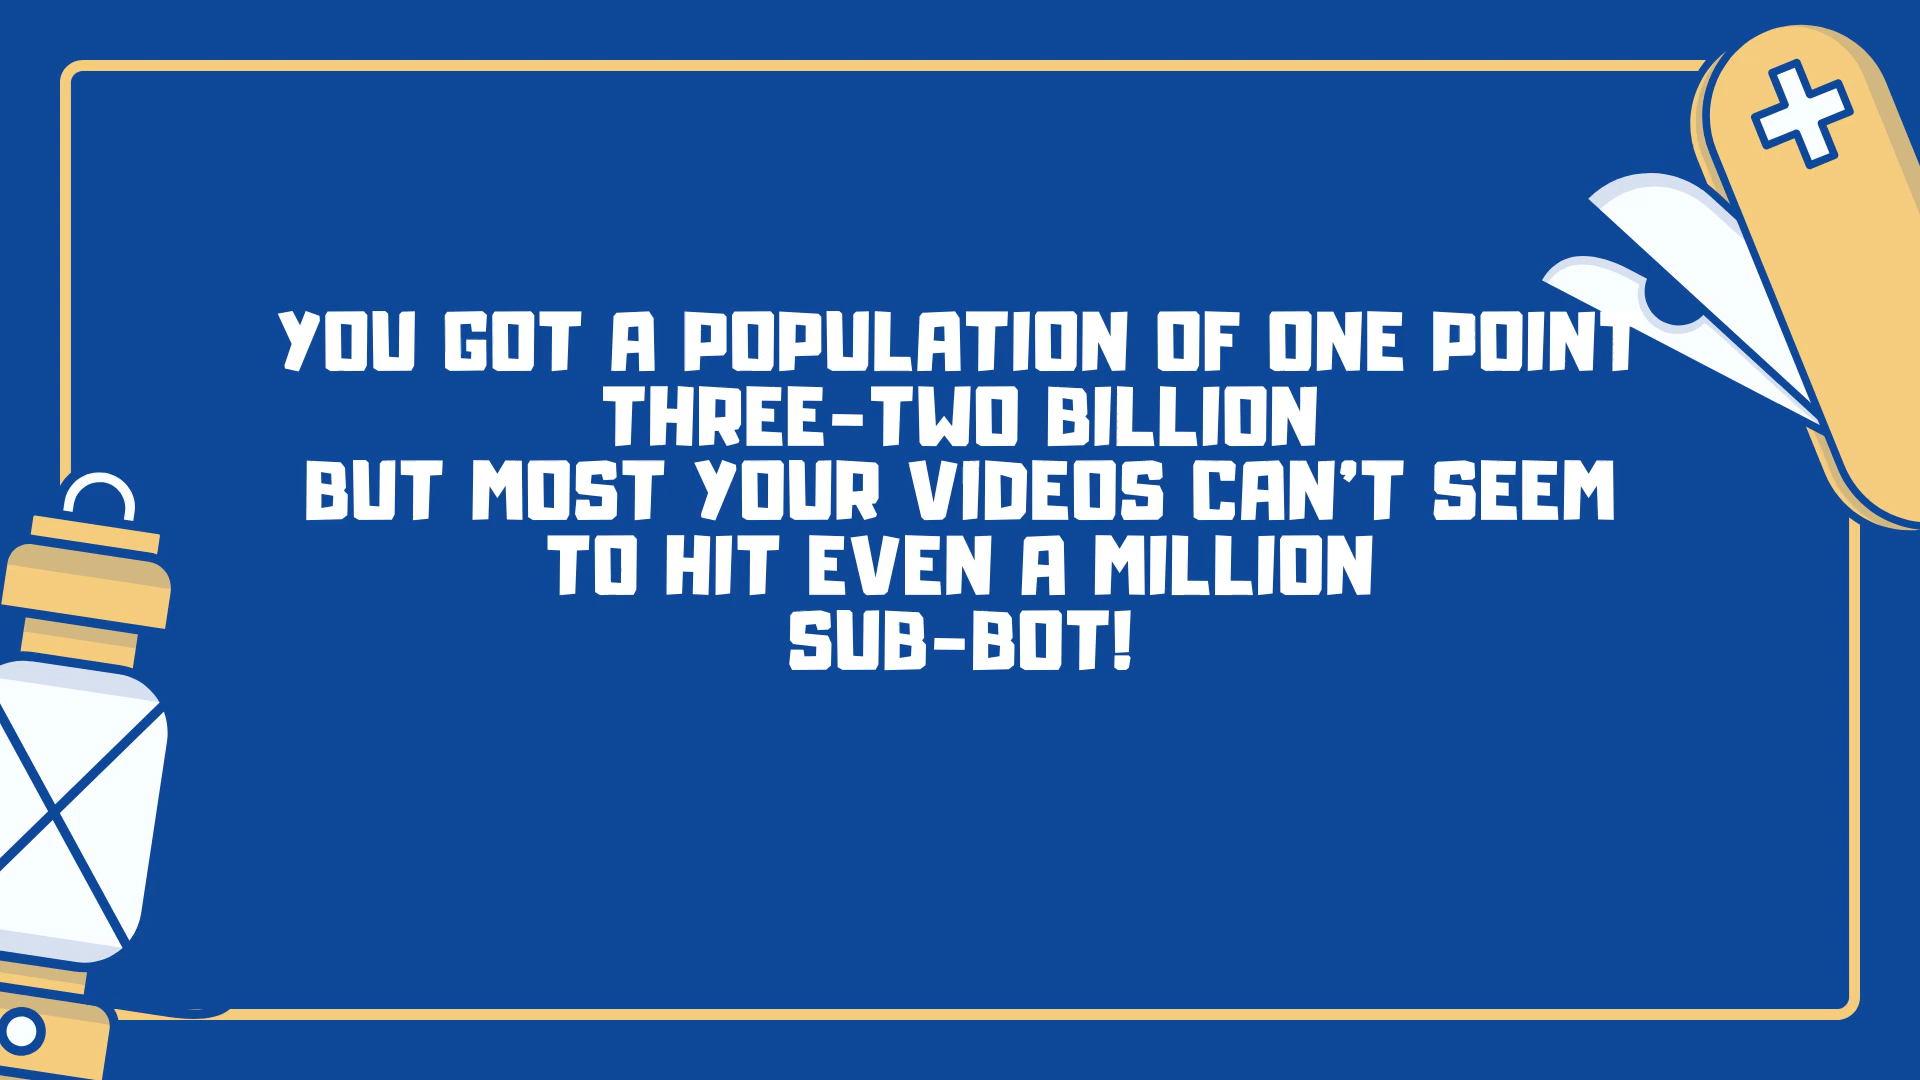 YOU GOT A POPULATION OF ONE POINT
THREE-TWO BILLION
BUT MOST YOUR VIDEOS CAN'T SEEM
TO HIT EVEN A MILLION
SUB-BOT!